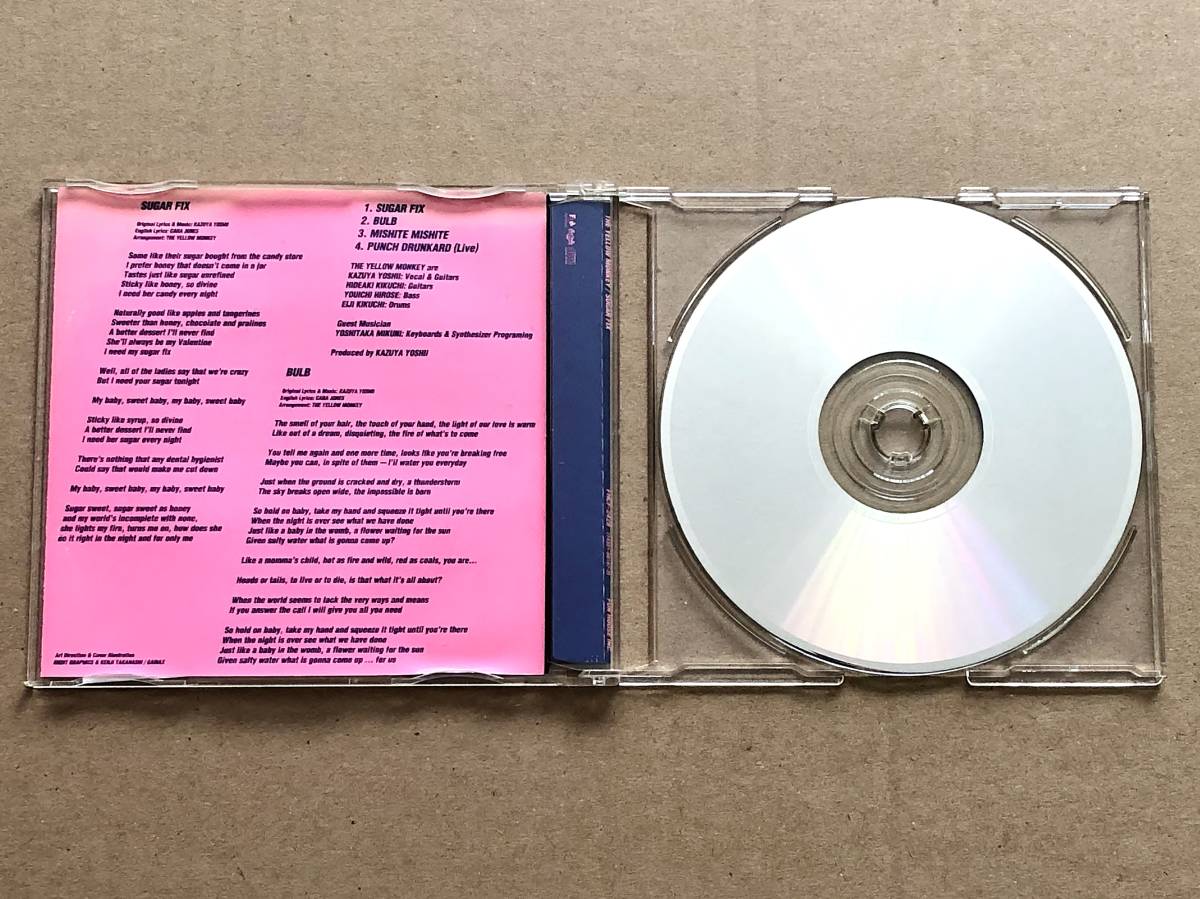 SUGAR FIX
Original Lyrics & Music: KAZUYA YOSHII
English Lyrics: GARA JONES
Arrangement: THE YELLOW MONKEY
Some like their sugar bought from the candy store
I prefer honey that doesn't come in a jar
Tastes just like sugar unrefined
Sticky like honey, so divine
I need her candy every night
Naturally good like apples and tangerines
Sweeter than honey, chocolate and pralines
A better dessert I'll never find
She'll always be my Valentine
I need my sugar fix
Well, all of the ladies say that we're crazy
But I need your sugar tonight
My baby, sweet baby, my baby, sweet baby
Sticky like syrup, so divine
A better dessert I'll never find
I need her sugar every night
There's nothing that any dental hygienist
Could say that would make me cut down
My baby, sweet baby, my baby, sweet baby
Sugar sweet, sugar sweet as honey
and my world's incomplete with none,
she lights my fire, turns me on, how does she
do it right in the night and for only me
Art Direction & Cover Illustration
KENJI TAKAHASHI
1. SUGAR FIX
2. BULB
3. MISHITE MISHITE
4. PUNCH DRUNKARD (Live)
THE YELLOW MONKEY are
KAZUYA YOSHII: Vocal & Guitars
HIDEAKI KIKUCHI: Guitars
YOUICHI HIROSE: Bass
EIJI KIKUCHI: Drums
Guest Musician
YOSHITAKA MIKUNI: Keyboards & Synthesizer Programing
Produced by KAZUYA YOSHII
BULB
Original Lyrics & Music: KAZUYA YOSHII
English Lyrics: GARA JONES
Arrangement: THE YELLOW MONKEY
The smell of your hair, the touch of your hand, the light of our love is warm
Like out of a dream, disquieting, the fire of what's to come
You tell me again and one more time, looks like you're breaking free
Maybe you can, in spite of them — I'll water you everyday
Just when the ground is cracked and dry, a thunderstorm
The sky breaks open wide, the impossible is born
So hold on baby, take my hand and squeeze it tight until you're there
When the night is over see what we have done
Just like a baby in the womb, a flower waiting for the sun
Given salty water what is gonna come up?
Like a momma's child, hot as fire and wild, red as coals, you are...
Heads or tails, to live or to die, is that what it's all about?
When the world seems to lack the very ways and means
If you answer the call I will give you all you need
So hold on baby, take my hand and squeeze it tight until you're there
When the night is over see what we have done
Just like a baby in the womb, a flower waiting for the sun
Given salty water what is gonna come up ... for us
THE YELLOW MONKEY / SUGAR FIX
FUN HOUSE INC.